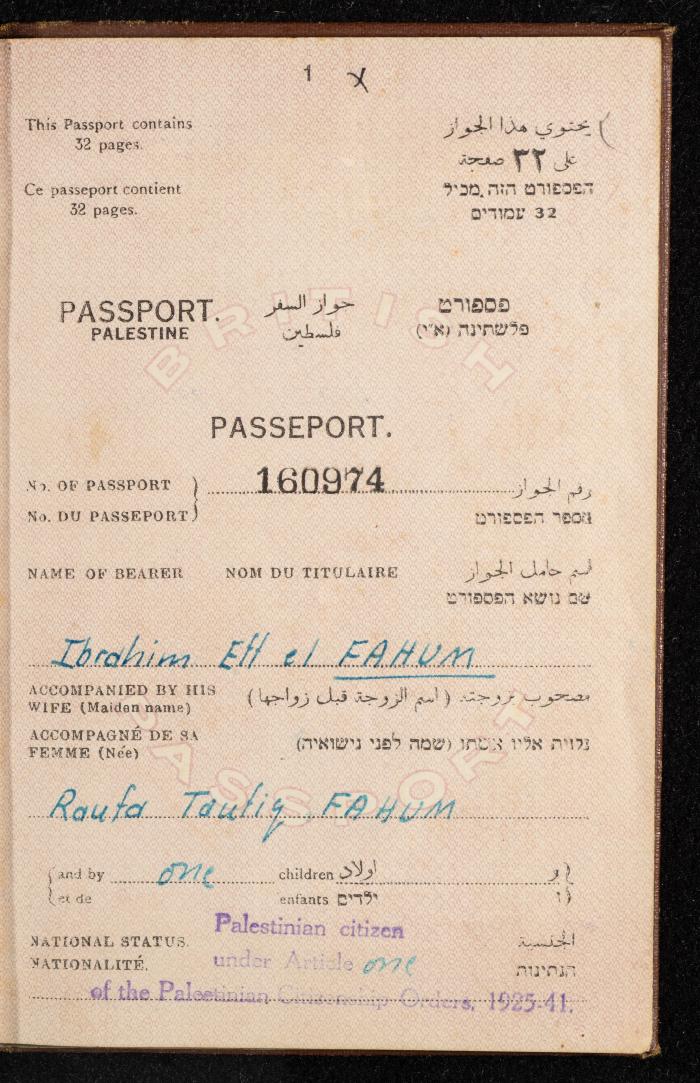 1 א
This Passport contains
32 pages.
يحتوي هذا الجواز
على ٣٢ صفحة
Ce passeport contient
32 pages.
הפספורט הזה מכיל
32 עמודים
PASSPORT.
PALESTINE
جواز السفر
فلسطين
פספורט
פלשתינה (א״י)
BRITISH
PASSEPORT.
No. OF PASSPORT
No. DU PASSEPORT
160974
رقم الجواز
מספר הפספורט
NAME OF BEARER NOM DU TITULAIRE اسم حامل الجواز
שם נושא הפספורט
Ibrahim Eff el FAHUM
ACCOMPANIED BY HIS
WIFE (Maiden name)
مصحوب بزوجته (اسم الزوجة قبل زواجها)
ACCOMPAGNÉ DE SA
FEMME (Née)
נלוית אליו אשתו (שמה לפני נישואיה)
PASSPORT
Raufa Taufiq FAHUM
and by one children اولاد و
et de enfants ילדים ו
NATIONAL STATUS. الجنسية
NATIONALITÉ. הנתינות
Palestinian citizen
under Article one
of the Palestinian Citizenship Orders, 1925-41.